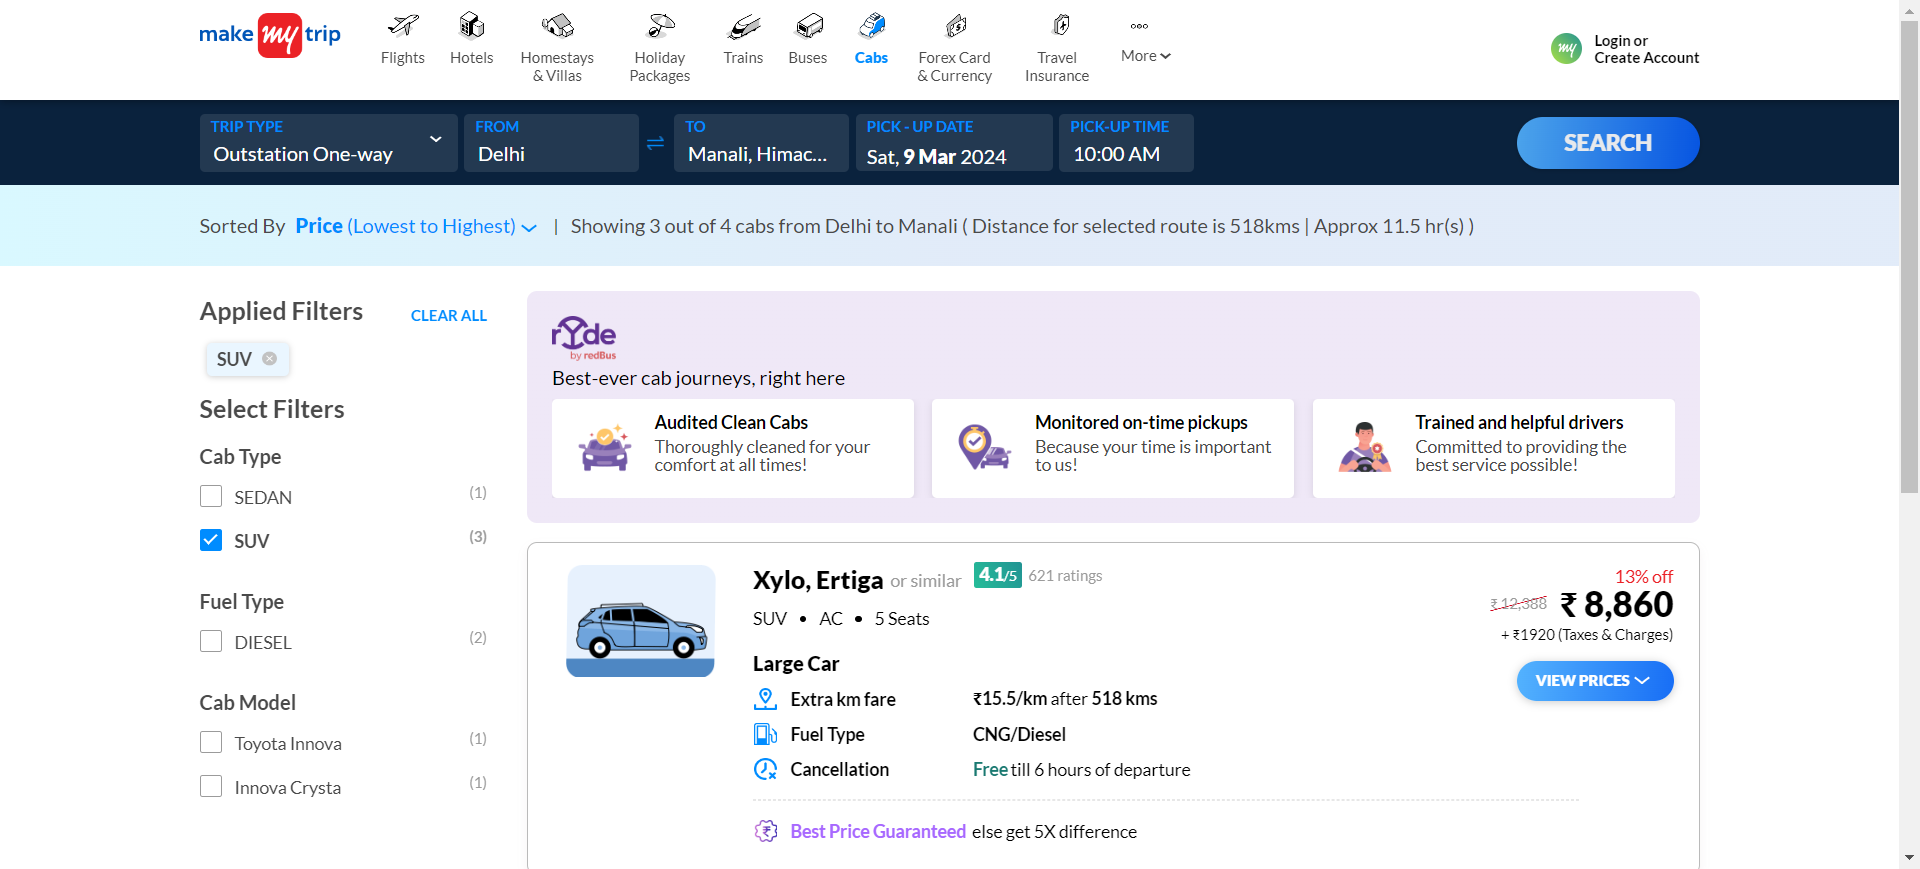 make my trip
Flights
Hotels
Homestays
& Villas
Holiday
Packages
Trains
Buses
Cabs
Forex Card
& Currency
Travel
Insurance
More
my
Login or
Create Account
TRIP TYPE
Outstation One-way
FROM
Delhi
TO
Manali, Himac...
PICK - UP DATE
Sat, 9 Mar 2024
PICK-UP TIME
10:00 AM
SEARCH
Sorted By Price (Lowest to Highest) | Showing 3 out of 4 cabs from Delhi to Manali ( Distance for selected route is 518kms | Approx 11.5 hr(s) )
Applied Filters
CLEAR ALL
SUV
Select Filters
Cab Type
SEDAN (1)
SUV (3)
Fuel Type
DIESEL (2)
Cab Model
Toyota Innova (1)
Innova Crysta (1)
rYde
by redBus
Best-ever cab journeys, right here
Audited Clean Cabs
Thoroughly cleaned for your
comfort at all times!
Monitored on-time pickups
Because your time is important
to us!
Trained and helpful drivers
Committed to providing the
best service possible!
Xylo, Ertiga or similar 4.1/5 621 ratings
SUV • AC • 5 Seats
Large Car
Extra km fare ₹15.5/km after 518 kms
Fuel Type CNG/Diesel
Cancellation Free till 6 hours of departure
Best Price Guaranteed else get 5X difference
13% off
₹ 12,388 ₹ 8,860
+ ₹1920 (Taxes & Charges)
VIEW PRICES